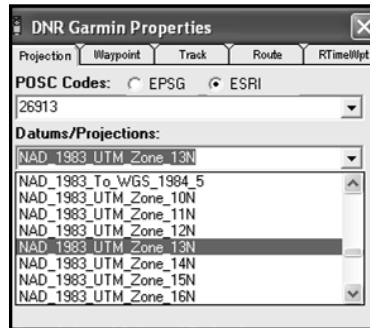 DNR Garmin Properties
Projection Waypoint Track Route RTimeWpt
POSC Codes: EPSG ESRI
26913
Datums/Projections:
NAD_1983_UTM_Zone_13N
NAD_1983_To_WGS_1984_5
NAD_1983_UTM_Zone_10N
NAD_1983_UTM_Zone_11N
NAD_1983_UTM_Zone_12N
NAD_1983_UTM_Zone_13N
NAD_1983_UTM_Zone_14N
NAD_1983_UTM_Zone_15N
NAD_1983_UTM_Zone_16N